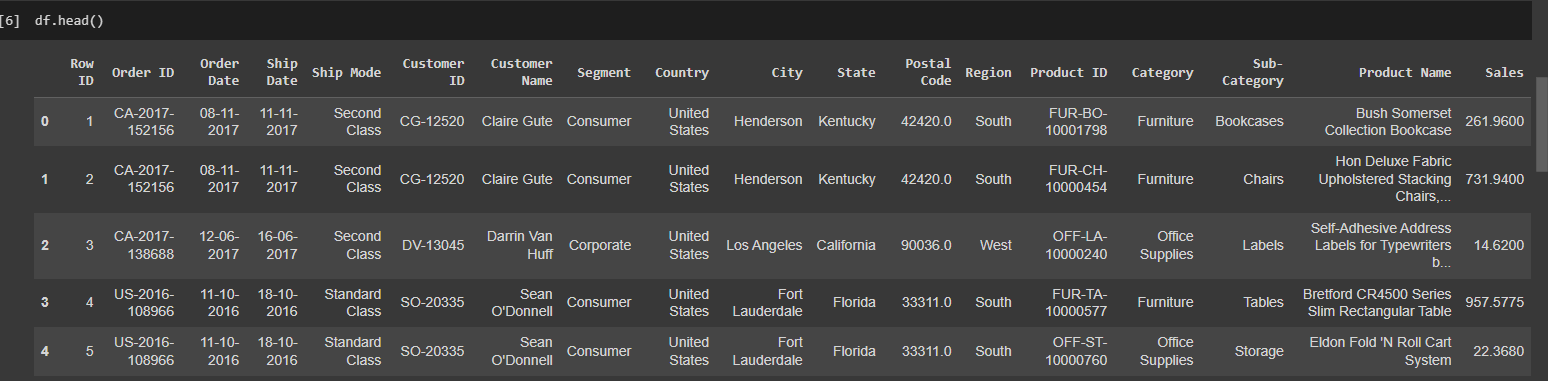 [6] df.head()
Row ID Order ID Order Date Ship Date Ship Mode Customer ID Customer Name Segment Country City State Postal Code Region Product ID Category Sub-Category Product Name Sales
0 1 CA-2017-152156 08-11-2017 11-11-2017 Second Class CG-12520 Claire Gute Consumer United States Henderson Kentucky 42420.0 South FUR-BO-10001798 Furniture Bookcases Bush Somerset Collection Bookcase 261.9600
1 2 CA-2017-152156 08-11-2017 11-11-2017 Second Class CG-12520 Claire Gute Consumer United States Henderson Kentucky 42420.0 South FUR-CH-10000454 Furniture Chairs Hon Deluxe Fabric Upholstered Stacking Chairs,... 731.9400
2 3 CA-2017-138688 12-06-2017 16-06-2017 Second Class DV-13045 Darrin Van Huff Corporate United States Los Angeles California 90036.0 West OFF-LA-10000240 Office Supplies Labels Self-Adhesive Address Labels for Typewriters b... 14.6200
3 4 US-2016-108966 11-10-2016 18-10-2016 Standard Class SO-20335 Sean O'Donnell Consumer United States Fort Lauderdale Florida 33311.0 South FUR-TA-10000577 Furniture Tables Bretford CR4500 Series Slim Rectangular Table 957.5775
4 5 US-2016-108966 11-10-2016 18-10-2016 Standard Class SO-20335 Sean O'Donnell Consumer United States Fort Lauderdale Florida 33311.0 South OFF-ST-10000760 Office Supplies Storage Eldon Fold 'N Roll Cart System 22.3680